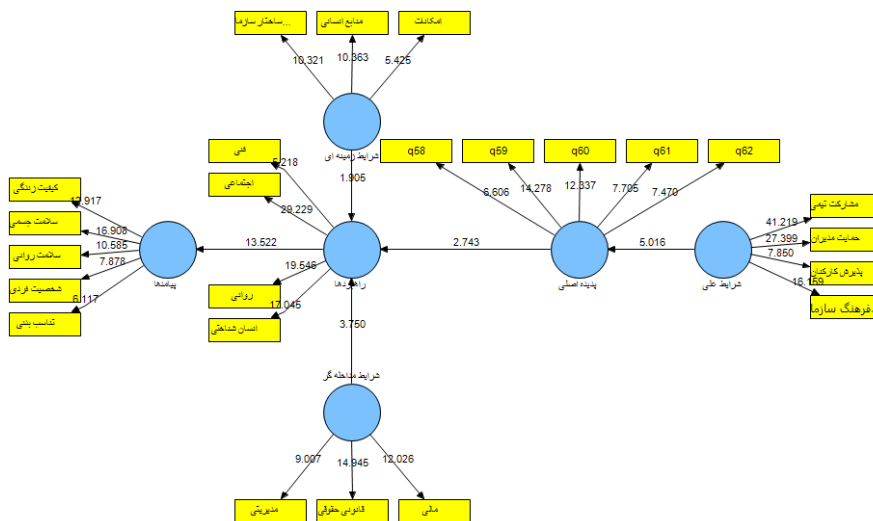 ساختار سازما...
منابع انسانی
امکانات
10.321
10.363
5.425
شرایط زمینه ای
1.905
فنی
5.218
اجتماعی
29.229
q58
q59
q60
q61
q62
6.606
14.278
12.337
7.705
7.470
کیفیت زندگی
12.917
سلامت جسمی
16.908
سلامت روانی
10.585
شخصیت فردی
7.878
تناسب بدنی
6.117
پیامدها
13.522
راهبردها
2.743
پدیده اصلی
5.016
شرایط علی
مشارکت تیمی
41.219
حمایت مدیران
27.399
پذیرش کارکنان
7.850
فرهنگ سازما
16.159
روانی
19.546
انسان شناختی
17.045
3.750
شرایط مداخله گر
9.007
14.945
12.026
مدیریتی
قانونی حقوقی
مالی